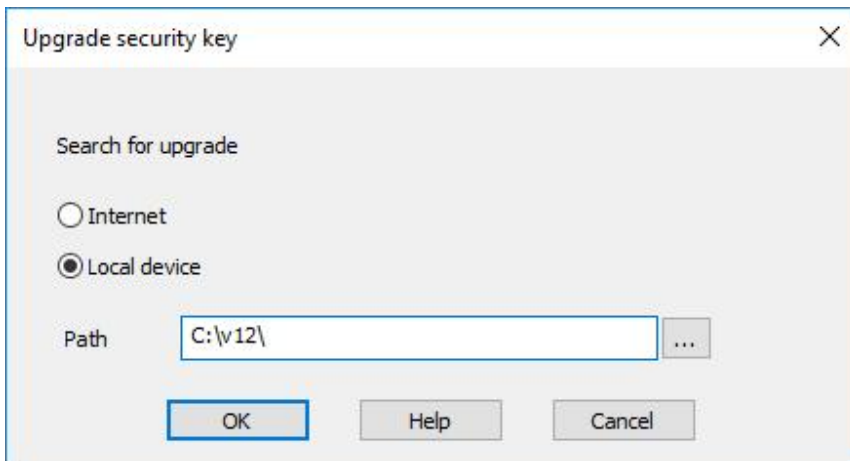 Upgrade security key
Search for upgrade
Internet
Local device
Path C:\v12\ ...
OK Help Cancel